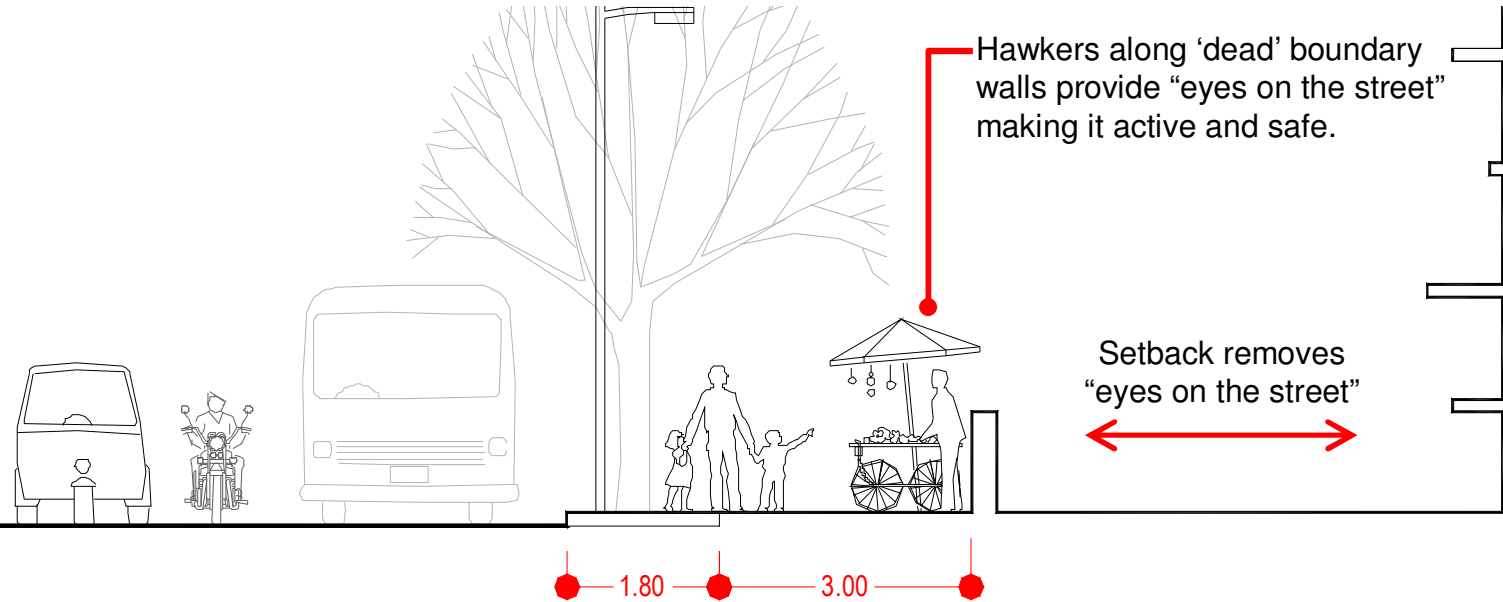 Hawkers along ‘dead’ boundary
walls provide “eyes on the street”
making it active and safe.
Setback removes
“eyes on the street”
1.80
3.00